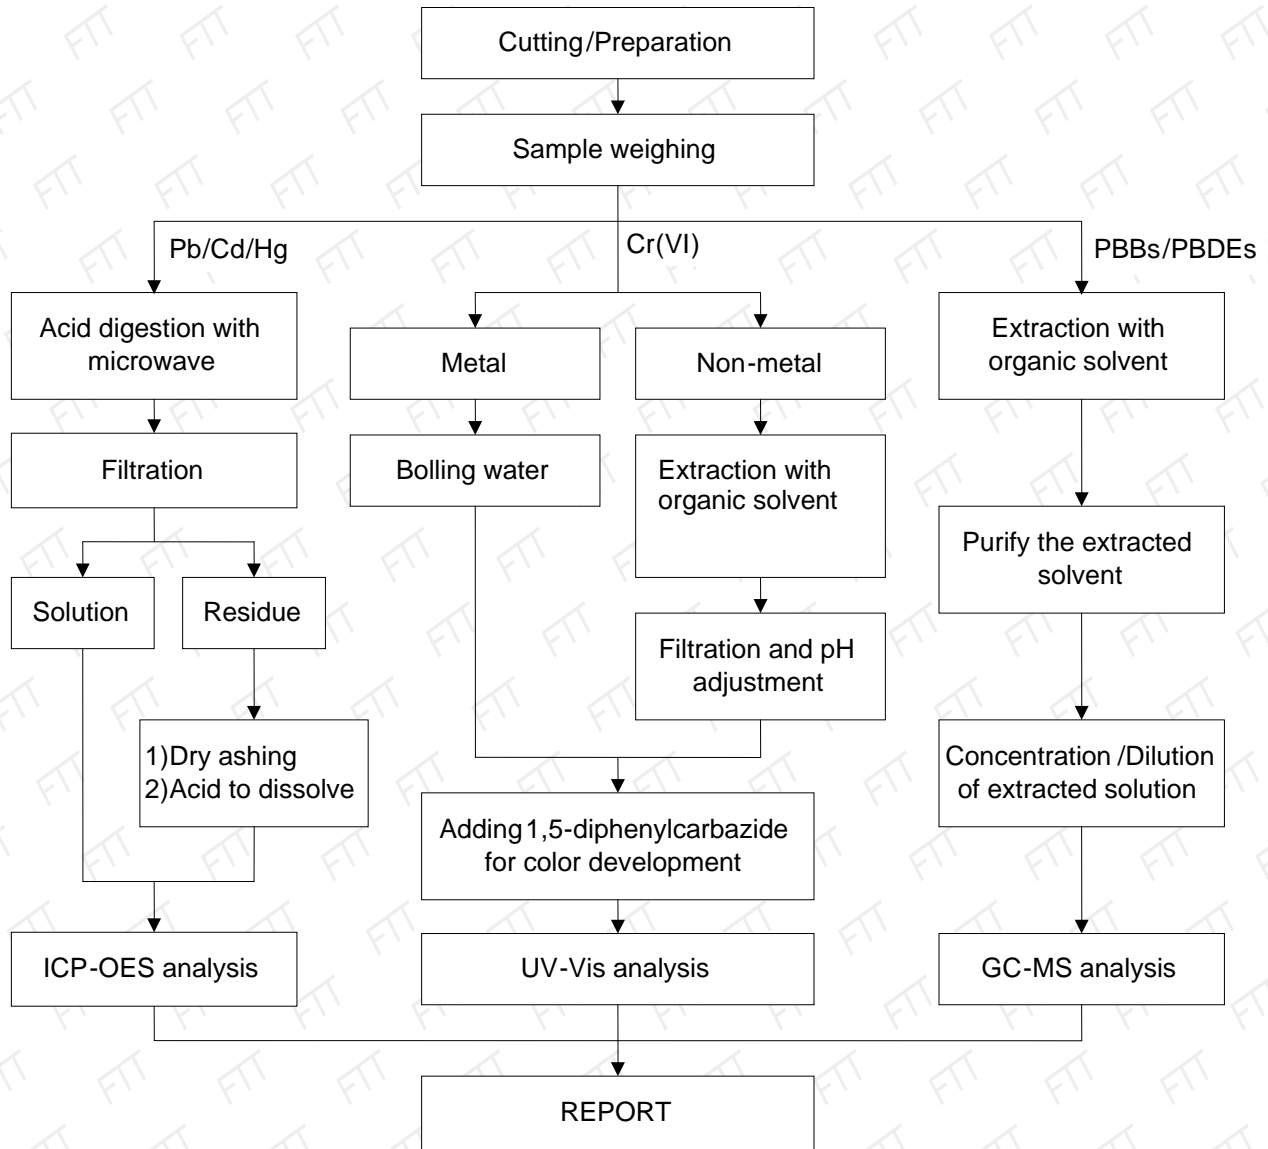 Cutting/Preparation
Sample weighing
Pb/Cd/Hg
Cr(VI)
PBBs/PBDEs
Acid digestion with
microwave
Metal
Non-metal
Extraction with
organic solvent
Filtration
Bolling water
Extraction with
organic solvent
Purify the extracted
solvent
Solution
Residue
Filtration and pH
adjustment
1)Dry ashing
2)Acid to dissolve
Concentration /Dilution
of extracted solution
Adding 1,5-diphenylcarbazide
for color development
ICP-OES analysis
UV-Vis analysis
GC-MS analysis
REPORT